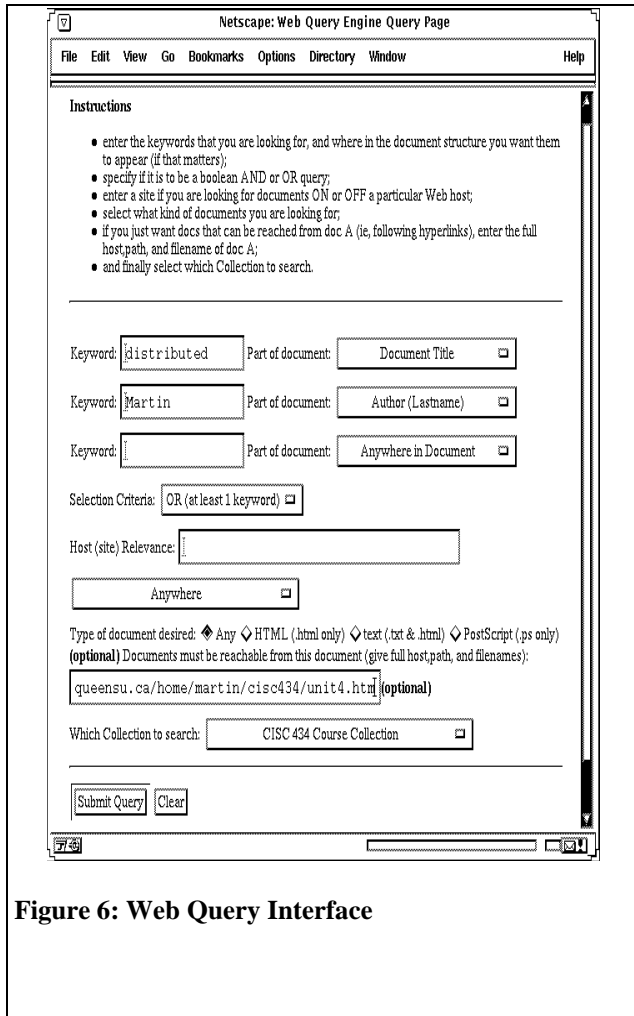 Netscape: Web Query Engine Query Page
File Edit View Go Bookmarks Options Directory Window Help
Instructions
● enter the keywords that you are looking for, and where in the document structure you want them
to appear (if that matters);
● specify if it is to be a boolean AND or OR query;
● enter a site if you are looking for documents ON or OFF a particular Web host;
● select what kind of documents you are looking for;
● if you just want docs that can be reached from doc A (ie, following hyperlinks), enter the full
host,path, and filename of doc A;
● and finally select which Collection to search.
Keyword: distributed Part of document: Document Title
Keyword: Martin Part of document: Author (Lastname)
Keyword: Part of document: Anywhere in Document
Selection Criteria: OR (at least 1 keyword)
Host (site) Relevance:
Anywhere
Type of document desired: Any HTML (.html only) text (.txt & .html) PostScript (.ps only)
(optional) Documents must be reachable from this document (give full host,path, and filenames):
queensu.ca/home/martin/cisc434/unit4.htm (optional)
Which Collection to search: CISC 434 Course Collection
Submit Query Clear
Figure 6: Web Query Interface